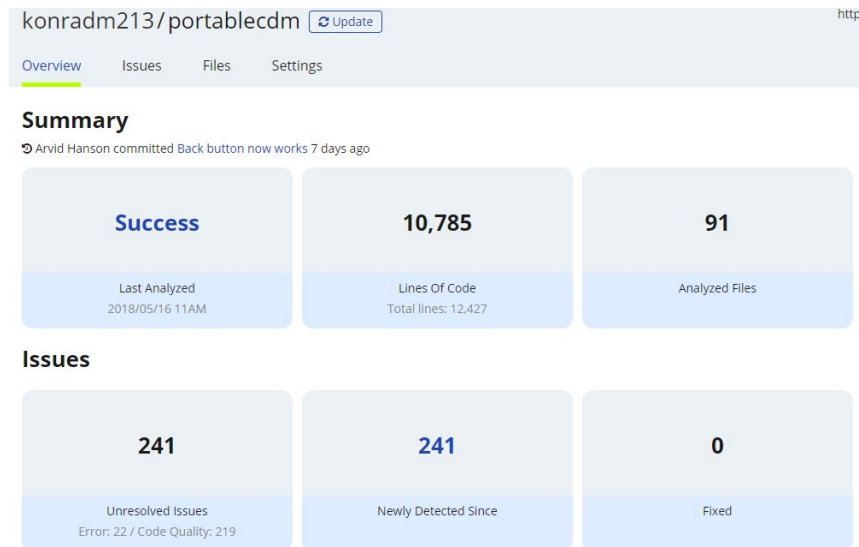 konradm213/portablecdm Update http
Overview Issues Files Settings
Summary
Arvid Hanson committed Back button now works 7 days ago
Success 10,785 91
Last Analyzed Lines Of Code Analyzed Files
2018/05/16 11AM Total lines: 12,427
Issues
241 241 0
Unresolved Issues Newly Detected Since Fixed
Error: 22 / Code Quality: 219